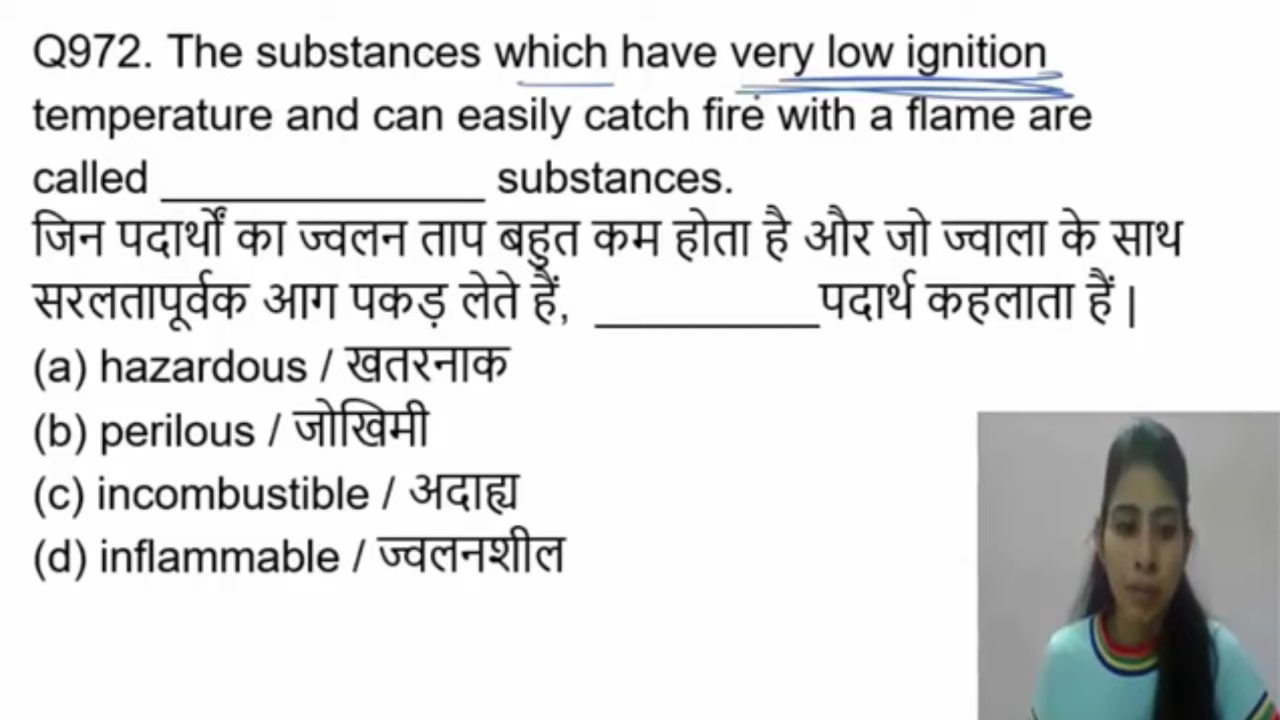 Q972. The substances which have very low ignition
temperature and can easily catch fire with a flame are
called ______________ substances.
जिन पदार्थों का ज्वलन ताप बहुत कम होता है और जो ज्वाला के साथ
सरलतापूर्वक आग पकड़ लेते हैं, __________पदार्थ कहलाता हैं |
(a) hazardous / खतरनाक
(b) perilous / जोखिमी
(c) incombustible / अदाह्य
(d) inflammable / ज्वलनशील